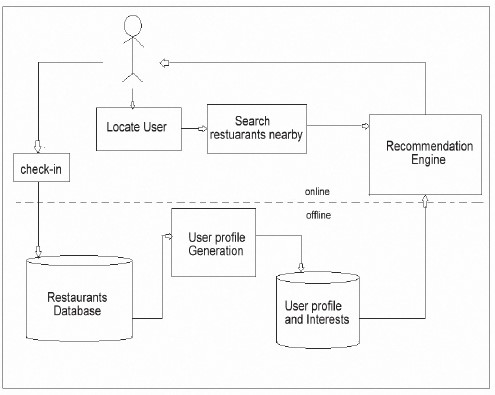 Locate User
Search
restuarants nearby
Recommendation
Engine
check-in
online
offline
User profile
Generation
Restaurants
Database
User profile
and Interests